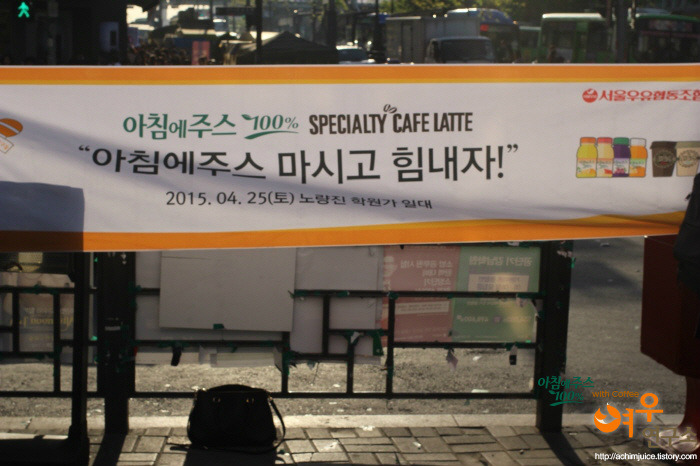 서울우유협동조합
아침에주스 100% SPECIALTY CAFE LATTE
“아침에주스 마시고 힘내자!”
2015. 04. 25(토) 노량진 학원가 일대
아침에주스 100% with Conie
여우
http://achimjuice.tistory.com